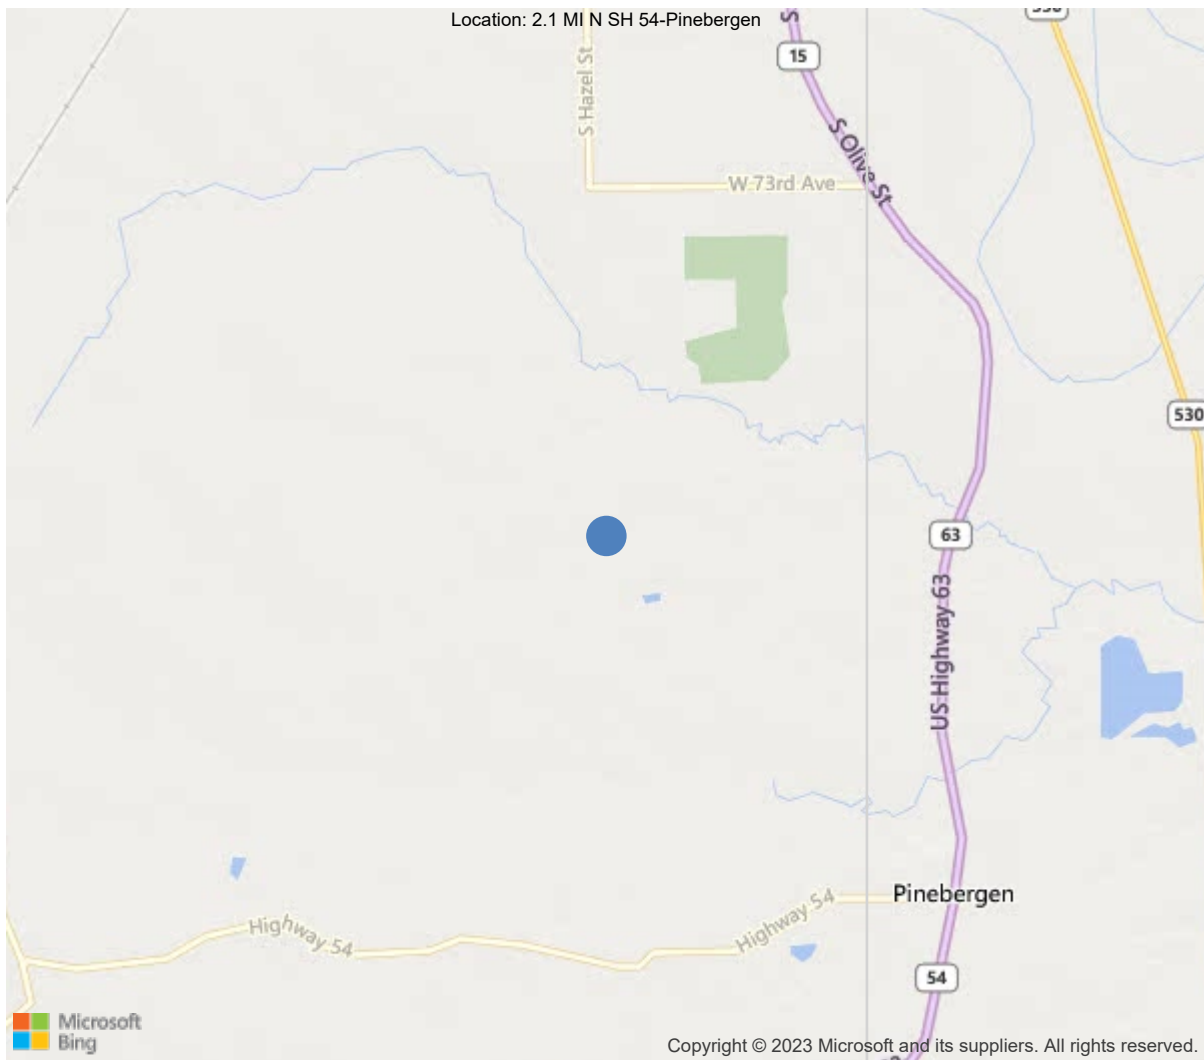 Location: 2.1 MI N SH 54-Pinebergen
S
15
S Hazel St
S Olive St
W 73rd Ave
530
63
US Highway 63
Pinebergen
Highway 54
Highway 54
54
Microsoft
Bing
Copyright © 2023 Microsoft and its suppliers. All rights reserved.